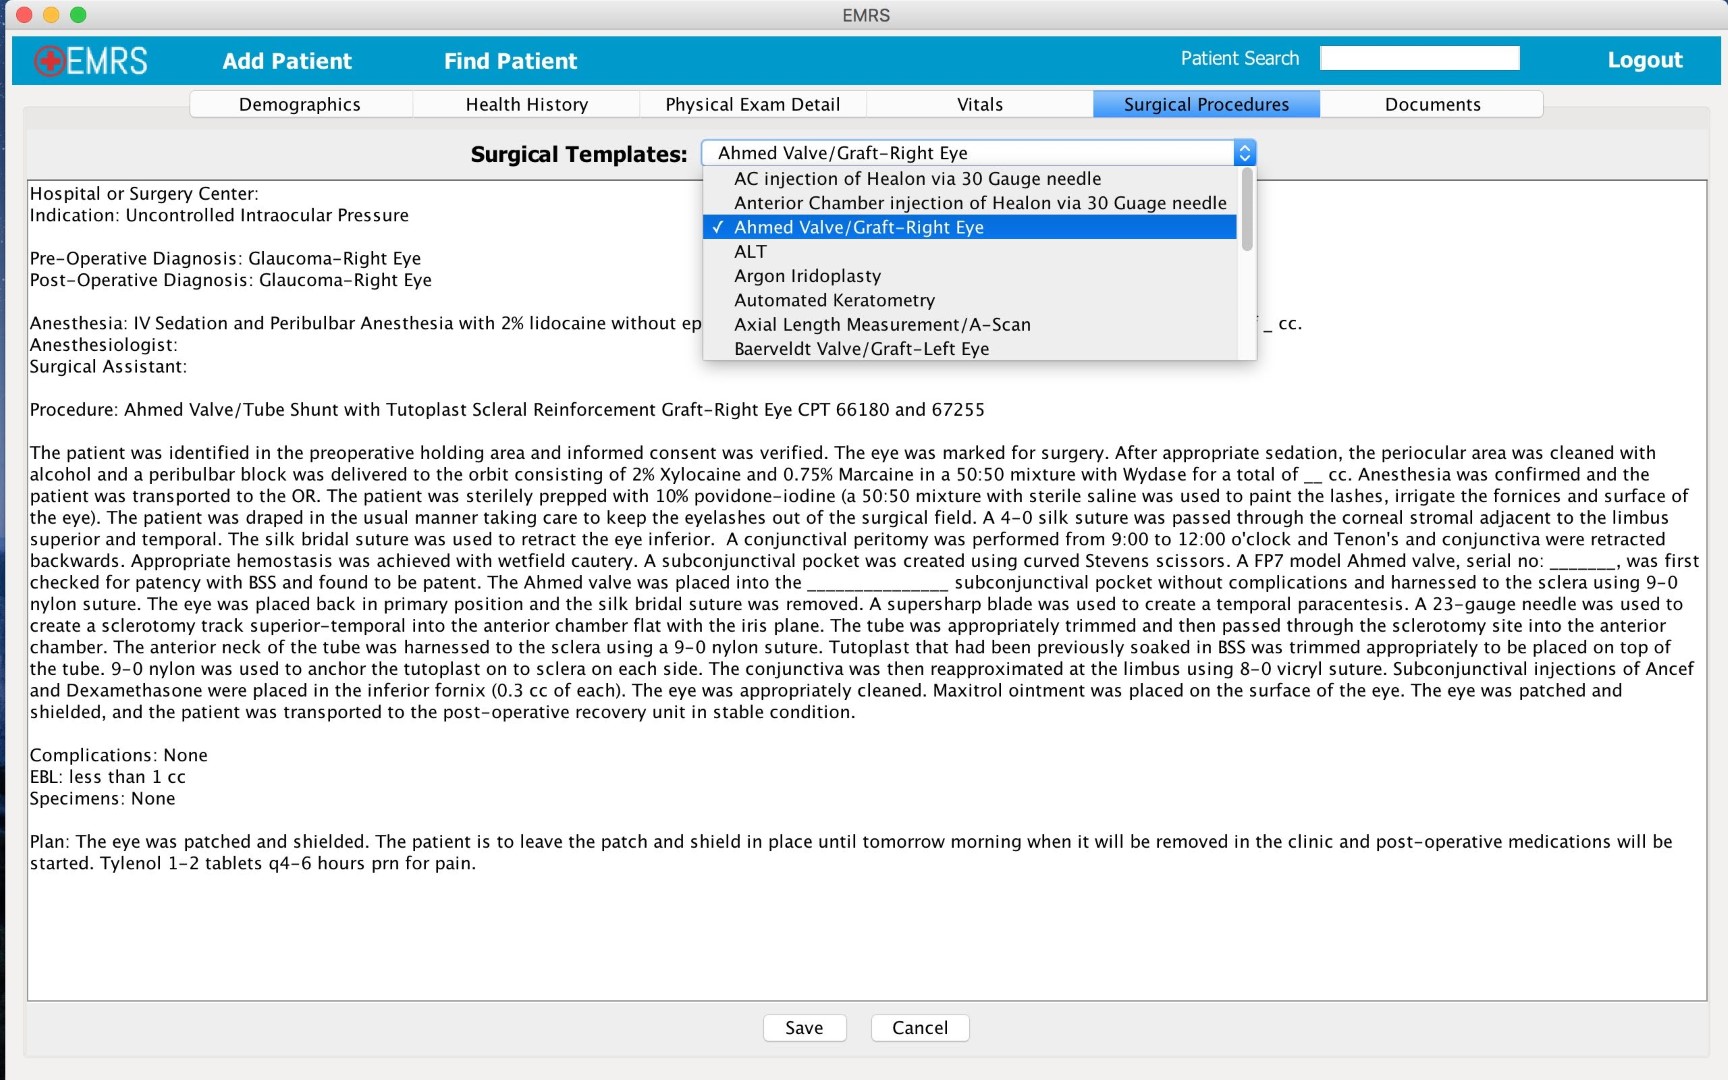 EMRS
EMRS
Add Patient
Find Patient
Patient Search
Logout
Demographics
Health History
Physical Exam Detail
Vitals
Surgical Procedures
Documents
Surgical Templates:
Ahmed Valve/Graft-Right Eye
AC injection of Healon via 30 Gauge needle
Anterior Chamber injection of Healon via 30 Guage needle
✓ Ahmed Valve/Graft-Right Eye
ALT
Argon Iridoplasty
Automated Keratometry
Axial Length Measurement/A-Scan
Baerveldt Valve/Graft-Left Eye
Hospital or Surgery Center:
Indication: Uncontrolled Intraocular Pressure
Pre-Operative Diagnosis: Glaucoma-Right Eye
Post-Operative Diagnosis: Glaucoma-Right Eye
Anesthesia: IV Sedation and Peribulbar Anesthesia with 2% lidocaine without ep _ cc.
Anesthesiologist:
Surgical Assistant:
Procedure: Ahmed Valve/Tube Shunt with Tutoplast Scleral Reinforcement Graft-Right Eye CPT 66180 and 67255
The patient was identified in the preoperative holding area and informed consent was verified. The eye was marked for surgery. After appropriate sedation, the periocular area was cleaned with
alcohol and a peribulbar block was delivered to the orbit consisting of 2% Xylocaine and 0.75% Marcaine in a 50:50 mixture with Wydase for a total of __ cc. Anesthesia was confirmed and the
patient was transported to the OR. The patient was sterilely prepped with 10% povidone-iodine (a 50:50 mixture with sterile saline was used to paint the lashes, irrigate the fornices and surface of
the eye). The patient was draped in the usual manner taking care to keep the eyelashes out of the surgical field. A 4-0 silk suture was passed through the corneal stromal adjacent to the limbus
superior and temporal. The silk bridal suture was used to retract the eye inferior.  A conjunctival peritomy was performed from 9:00 to 12:00 o'clock and Tenon's and conjunctiva were retracted
backwards. Appropriate hemostasis was achieved with wetfield cautery. A subconjunctival pocket was created using curved Stevens scissors. A FP7 model Ahmed valve, serial no: _______, was first
checked for patency with BSS and found to be patent. The Ahmed valve was placed into the _______________ subconjunctival pocket without complications and harnessed to the sclera using 9-0
nylon suture. The eye was placed back in primary position and the silk bridal suture was removed. A supersharp blade was used to create a temporal paracentesis. A 23-gauge needle was used to
create a sclerotomy track superior-temporal into the anterior chamber flat with the iris plane. The tube was appropriately trimmed and then passed through the sclerotomy site into the anterior
chamber. The anterior neck of the tube was harnessed to the sclera using a 9-0 nylon suture. Tutoplast that had been previously soaked in BSS was trimmed appropriately to be placed on top of
the tube. 9-0 nylon was used to anchor the tutoplast on to sclera on each side. The conjunctiva was then reapproximated at the limbus using 8-0 vicryl suture. Subconjunctival injections of Ancef
and Dexamethasone were placed in the inferior fornix (0.3 cc of each). The eye was appropriately cleaned. Maxitrol ointment was placed on the surface of the eye. The eye was patched and
shielded, and the patient was transported to the post-operative recovery unit in stable condition.
Complications: None
EBL: less than 1 cc
Specimens: None
Plan: The eye was patched and shielded. The patient is to leave the patch and shield in place until tomorrow morning when it will be removed in the clinic and post-operative medications will be
started. Tylenol 1-2 tablets q4-6 hours prn for pain.
Save
Cancel